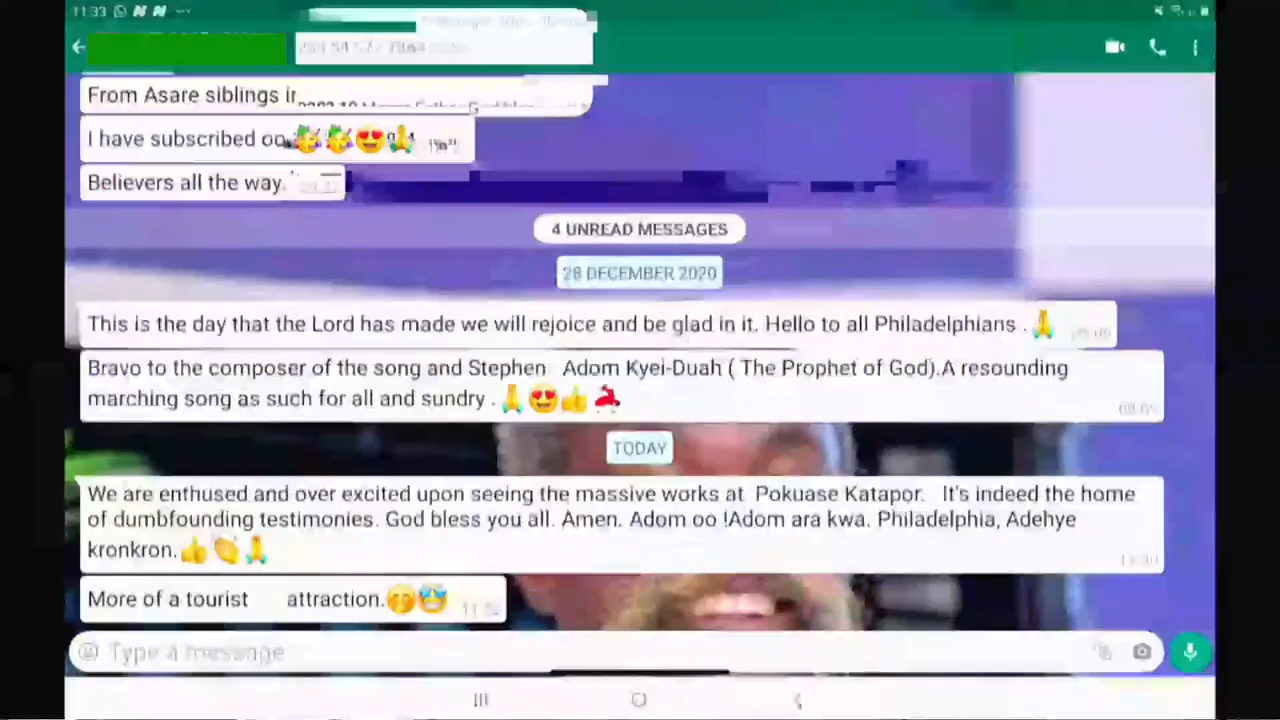 11:33
From Asare siblings
I have subscribed oo
Believers all the way.
4 UNREAD MESSAGES
28 DECEMBER 2020
This is the day that the Lord has made we will rejoice and be glad in it. Hello to all Philadelphians . 🙏
Bravo to the composer of the song and Stephen Adom Kyei-Duah ( The Prophet of God).A resounding
marching song as such for all and sundry .🙏😍👍
TODAY
We are enthused and over excited upon seeing the massive works at Pokuase Katapor. It's indeed the home
of dumbfounding testimonies. God bless you all. Amen. Adom oo !Adom ara kwa. Philadelphia, Adehye
kronkron.👍👏🙏
More of a tourist attraction.
Type a message